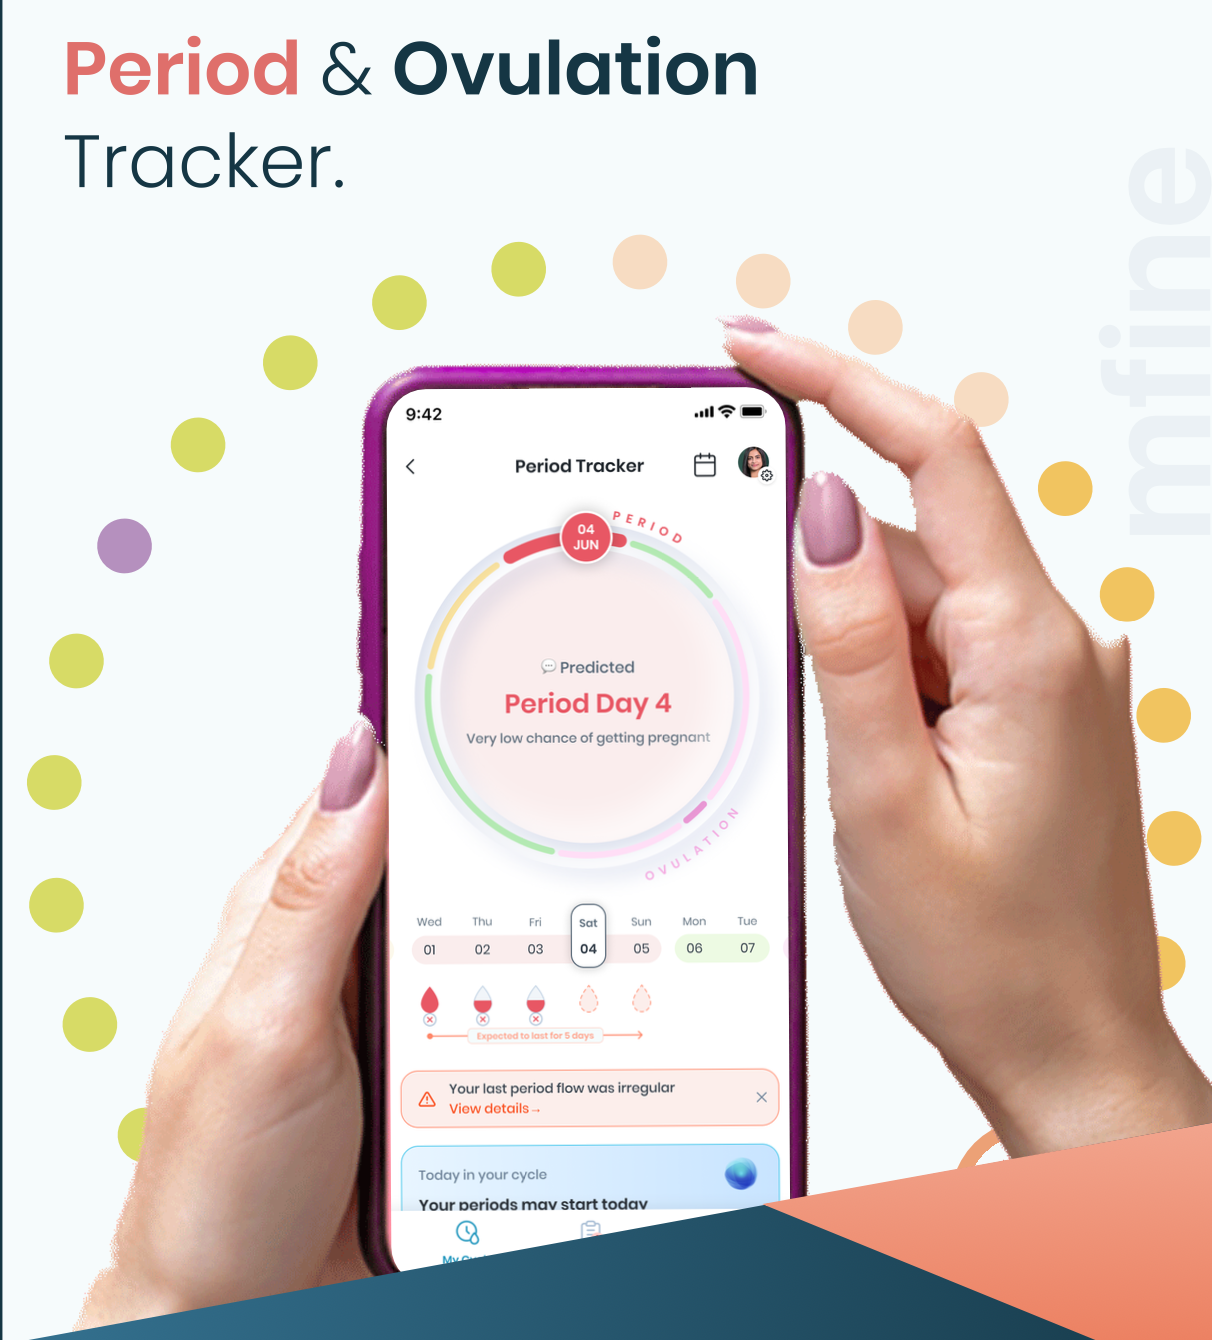 Period & Ovulation
Tracker.
mfine
9:42
Period Tracker
04
JUN
PERIOD
Predicted
Period Day 4
Very low chance of getting pregnant
OVULATION
Wed Thu Fri Sat Sun Mon Tue
01 02 03 04 05 06 07
Expected to last for 5 days
Your last period flow was irregular
View details→
Today in your cycle
Your periods may start today
My